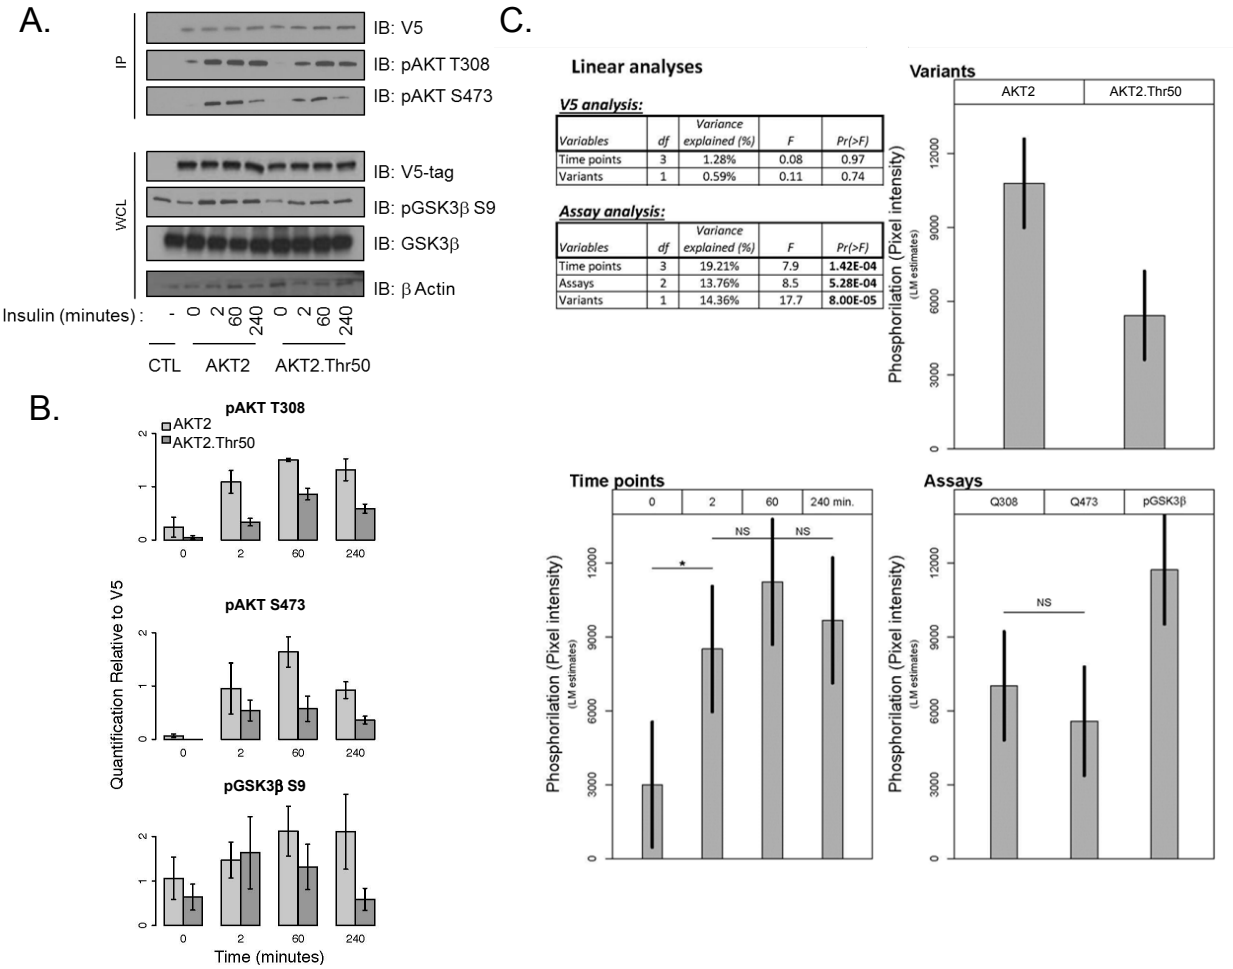 A.
IP
IB: V5
IB: pAKT T308
IB: pAKT S473
WCL
IB: V5-tag
IB: pGSK3β S9
IB: GSK3β
IB: β Actin
Insulin (minutes) : - 0 2 60 240 0 2 60 240
CTL AKT2 AKT2.Thr50
B.
Quantification Relative to V5
pAKT T308
AKT2
AKT2.Thr50
2
1
0
0 2 60 240
pAKT S473
2
1
0
0 2 60 240
pGSK3β S9
2
1
0
0 2 60 240
Time (minutes)
C.
Linear analyses
V5 analysis:
Variables df Variance explained (%) F Pr(>F)
Time points 3 1.28% 0.08 0.97
Variants 1 0.59% 0.11 0.74
Assay analysis:
Variables df Variance explained (%) F Pr(>F)
Time points 3 19.21% 7.9 1.42E-04
Assays 2 13.76% 8.5 5.28E-04
Variants 1 14.36% 17.7 8.00E-05
Variants
AKT2 AKT2.Thr50
Phosphorilation (Pixel intensity)
(LM estimates)
12000
9000
6000
3000
0
Time points
0 2 60 240 min.
NS NS
*
Phosphorilation (Pixel intensity)
(LM estimates)
12000
9000
6000
3000
0
Assays
Q308 Q473 pGSK3β
NS
Phosphorilation (Pixel intensity)
(LM estimates)
12000
9000
6000
3000
0